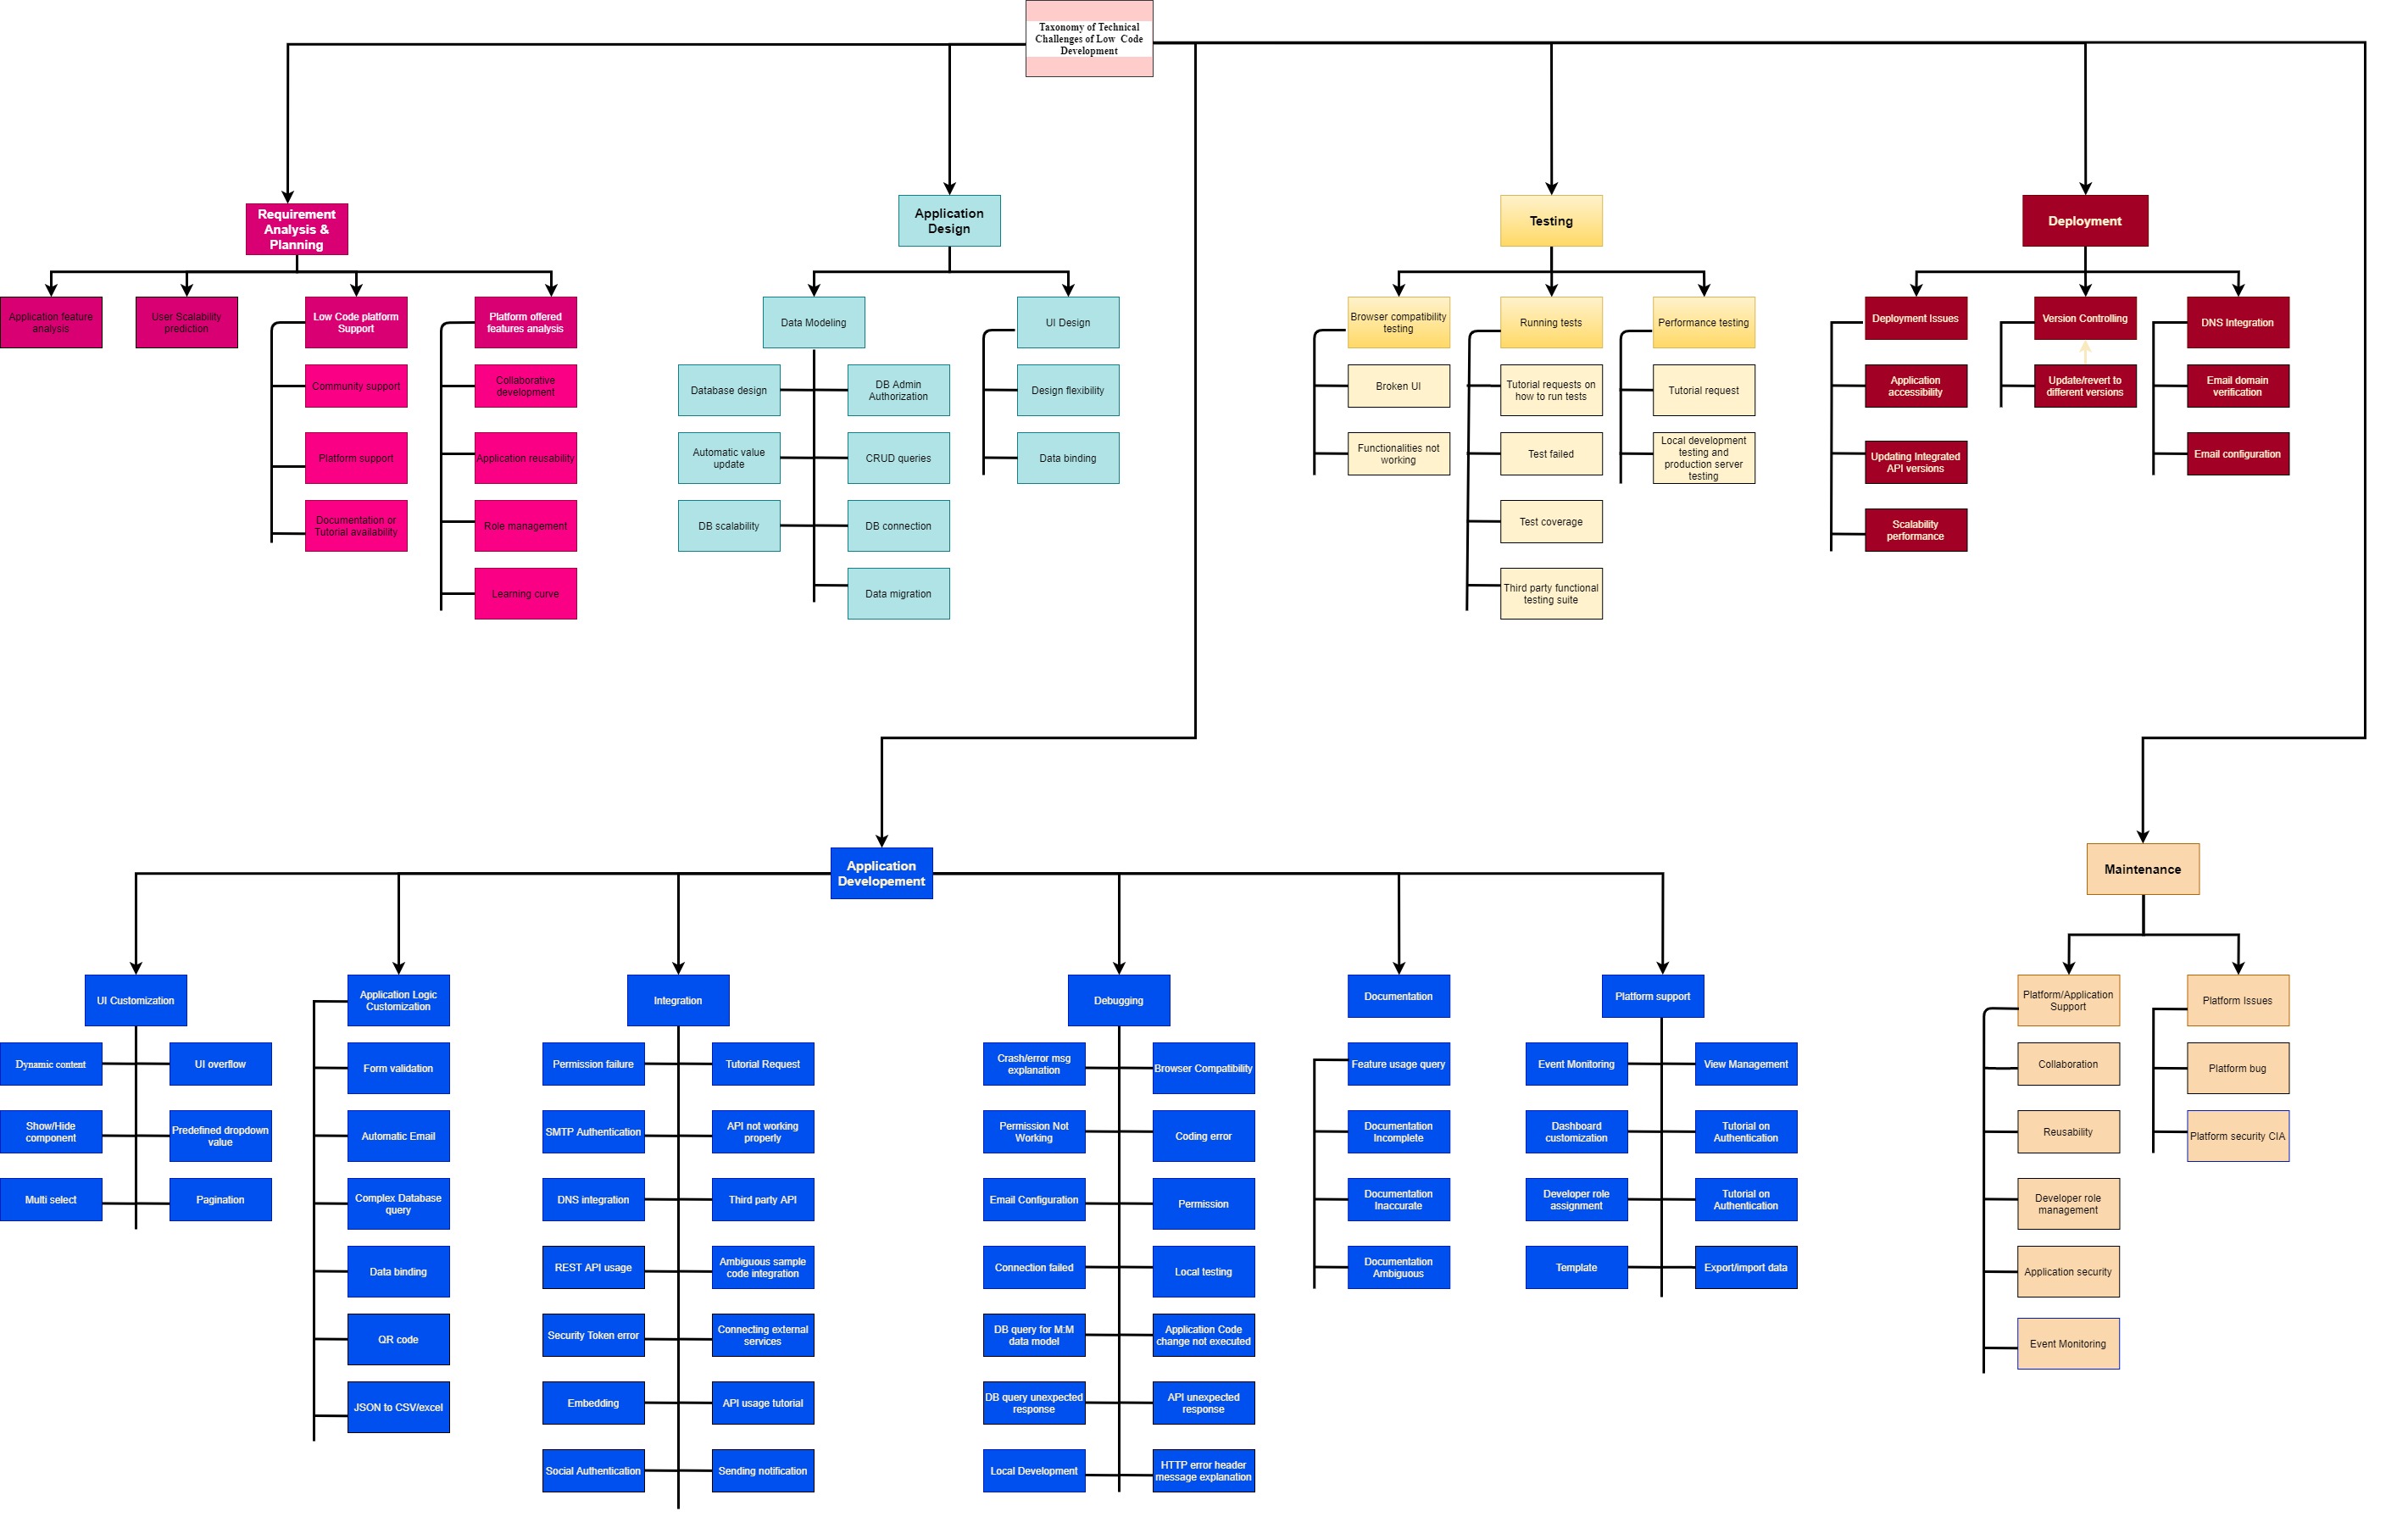 Taxonomy of Technical
Challenges of Low Code
Development
Requirement
Analysis &
Planning
Application
Design
Testing
Deployment
Application feature
analysis
User Scalability
prediction
Low Code platform
Support
Platform offered
features analysis
Data Modeling
UI Design
Browser compatibility
testing
Running tests
Performance testing
Deployment Issues
Version Controlling
DNS Integration
Community support
Collaborative
development
Database design
DB Admin
Authorization
Design flexibility
Broken UI
Tutorial requests on
how to run tests
Tutorial request
Application
accessibility
Update/revert to
different versions
Email domain
verification
Platform support
Application reusability
Automatic value
update
CRUD queries
Data binding
Functionalities not
working
Test failed
Local development
testing and
production server
testing
Updating Integrated
API versions
Email configuration
Documentation or
Tutorial availability
Role management
DB scalability
DB connection
Test coverage
Scalability
performance
Learning curve
Data migration
Third party functional
testing suite
Application
Developement
Maintenance
UI Customization
Application Logic
Customization
Integration
Debugging
Documentation
Platform support
Platform/Application
Support
Platform Issues
Dynamic content
UI overflow
Form validation
Permission failure
Tutorial Request
Crash/error msg
explanation
Browser Compatibility
Feature usage query
Event Monitoring
View Management
Collaboration
Platform bug
Show/Hide
component
Predefined dropdown
value
Automatic Email
SMTP Authentication
API not working
properly
Permission Not
Working
Coding error
Documentation
Incomplete
Dashboard
customization
Tutorial on
Authentication
Reusability
Platform security CIA
Multi select
Pagination
Complex Database
query
DNS integration
Third party API
Email Configuration
Permission
Documentation
Inaccurate
Developer role
assignment
Tutorial on
Authentication
Developer role
management
Data binding
REST API usage
Ambiguous sample
code integration
Connection failed
Local testing
Documentation
Ambiguous
Template
Export/import data
Application security
QR code
Security Token error
Connecting external
services
DB query for M:M
data model
Application Code
change not executed
Event Monitoring
JSON to CSV/excel
Embedding
API usage tutorial
DB query unexpected
response
API unexpected
response
Social Authentication
Sending notification
Local Development
HTTP error header
message explanation